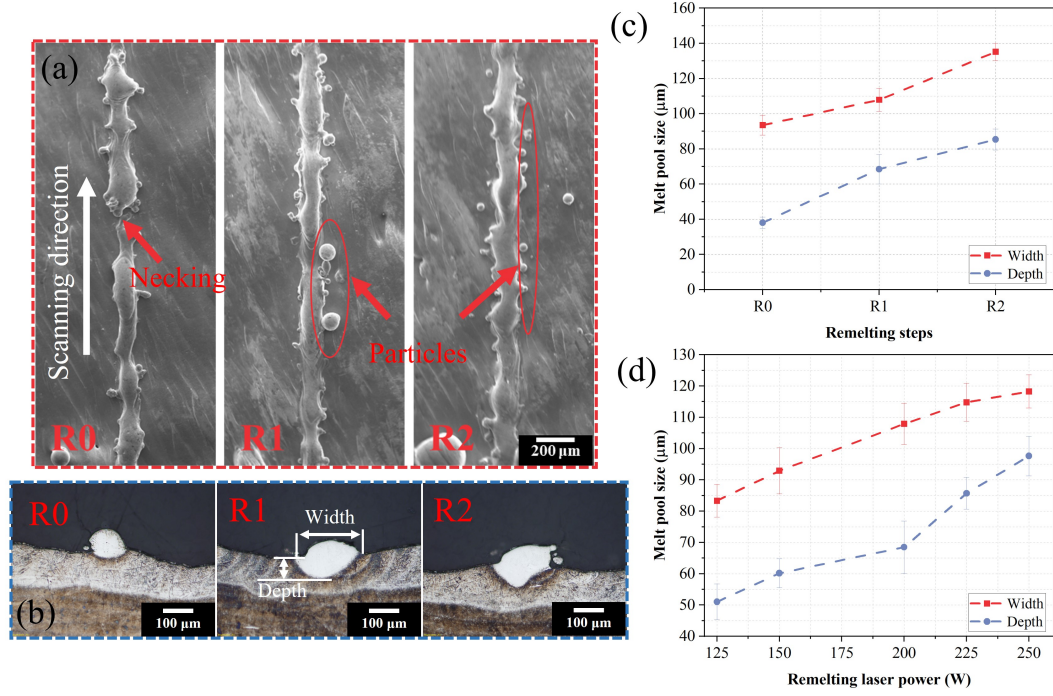 (a)
Scanning direction
Necking
Particles
R0
R1
R2
200 μm
(b)
R0
R1
R2
Width
Depth
100 μm
100 μm
100 μm
(c)
160
140
120
100
80
60
40
20
0
Melt pool size (μm)
R0 R1 R2
Remelting steps
Width
Depth
(d)
130
120
110
100
90
80
70
60
50
40
Melt pool size (μm)
125 150 175 200 225 250
Remelting laser power (W)
Width
Depth